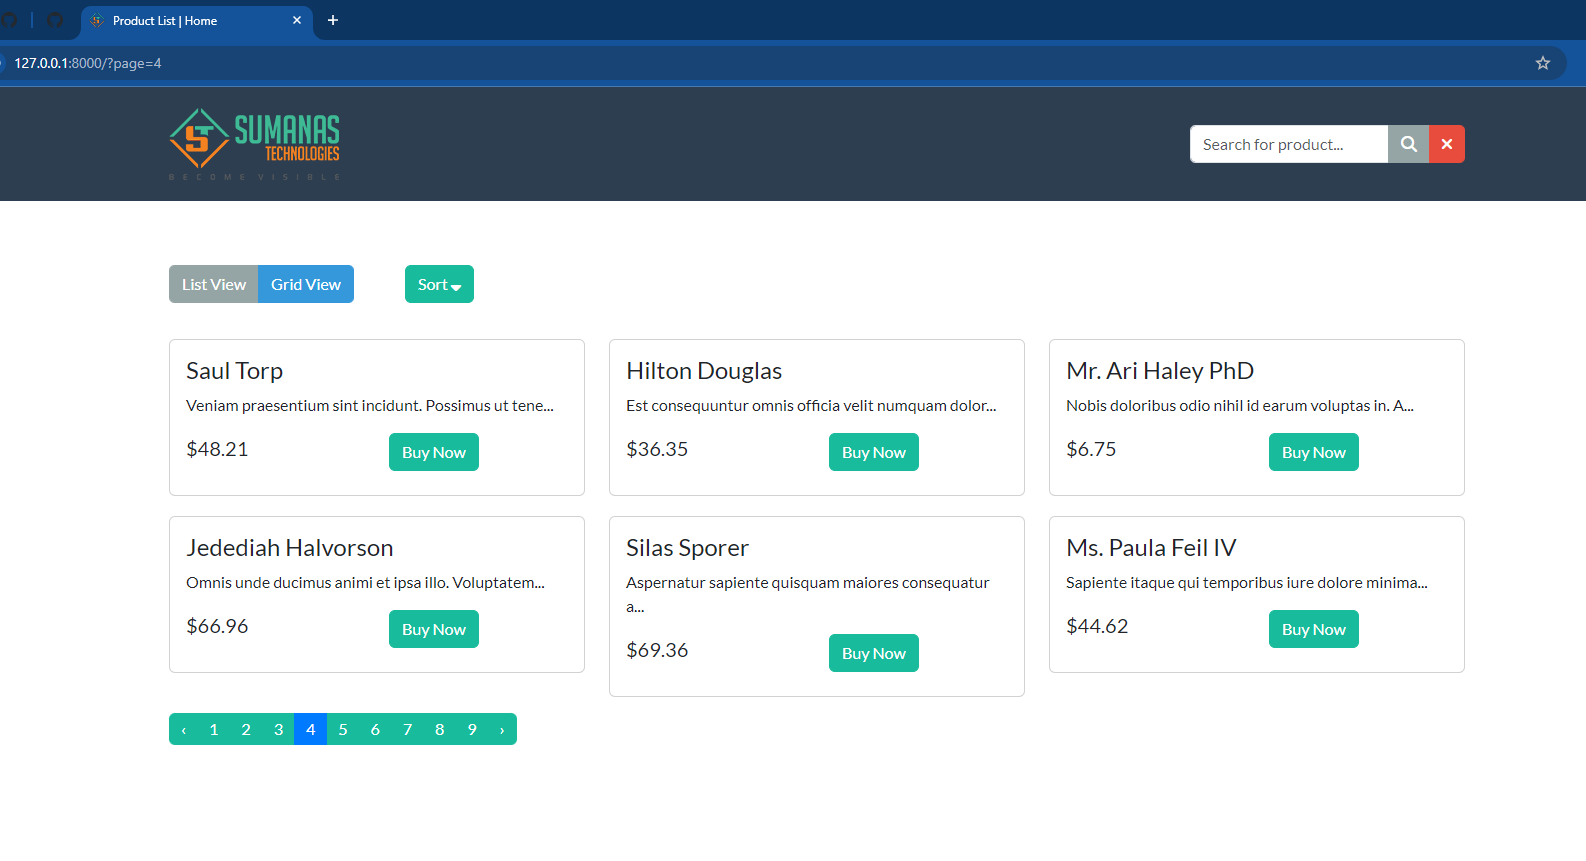 Product List | Home
127.0.0.1:8000/?page=4
SUMANAS
TECHNOLOGIES
BECOME VISIBLE
Search for product...
List View Grid View Sort
Saul Torp
Veniam praesentium sint incidunt. Possimus ut tene...
$48.21 Buy Now
Hilton Douglas
Est consequuntur omnis officia velit numquam dolor...
$36.35 Buy Now
Mr. Ari Haley PhD
Nobis doloribus odio nihil id earum voluptas in. A...
$6.75 Buy Now
Jedediah Halvorson
Omnis unde ducimus animi et ipsa illo. Voluptatem...
$66.96 Buy Now
Silas Sporer
Aspernatur sapiente quisquam maiores consequatur
a...
$69.36 Buy Now
Ms. Paula Feil IV
Sapiente itaque qui temporibus iure dolore minima...
$44.62 Buy Now
‹ 1 2 3 4 5 6 7 8 9 ›